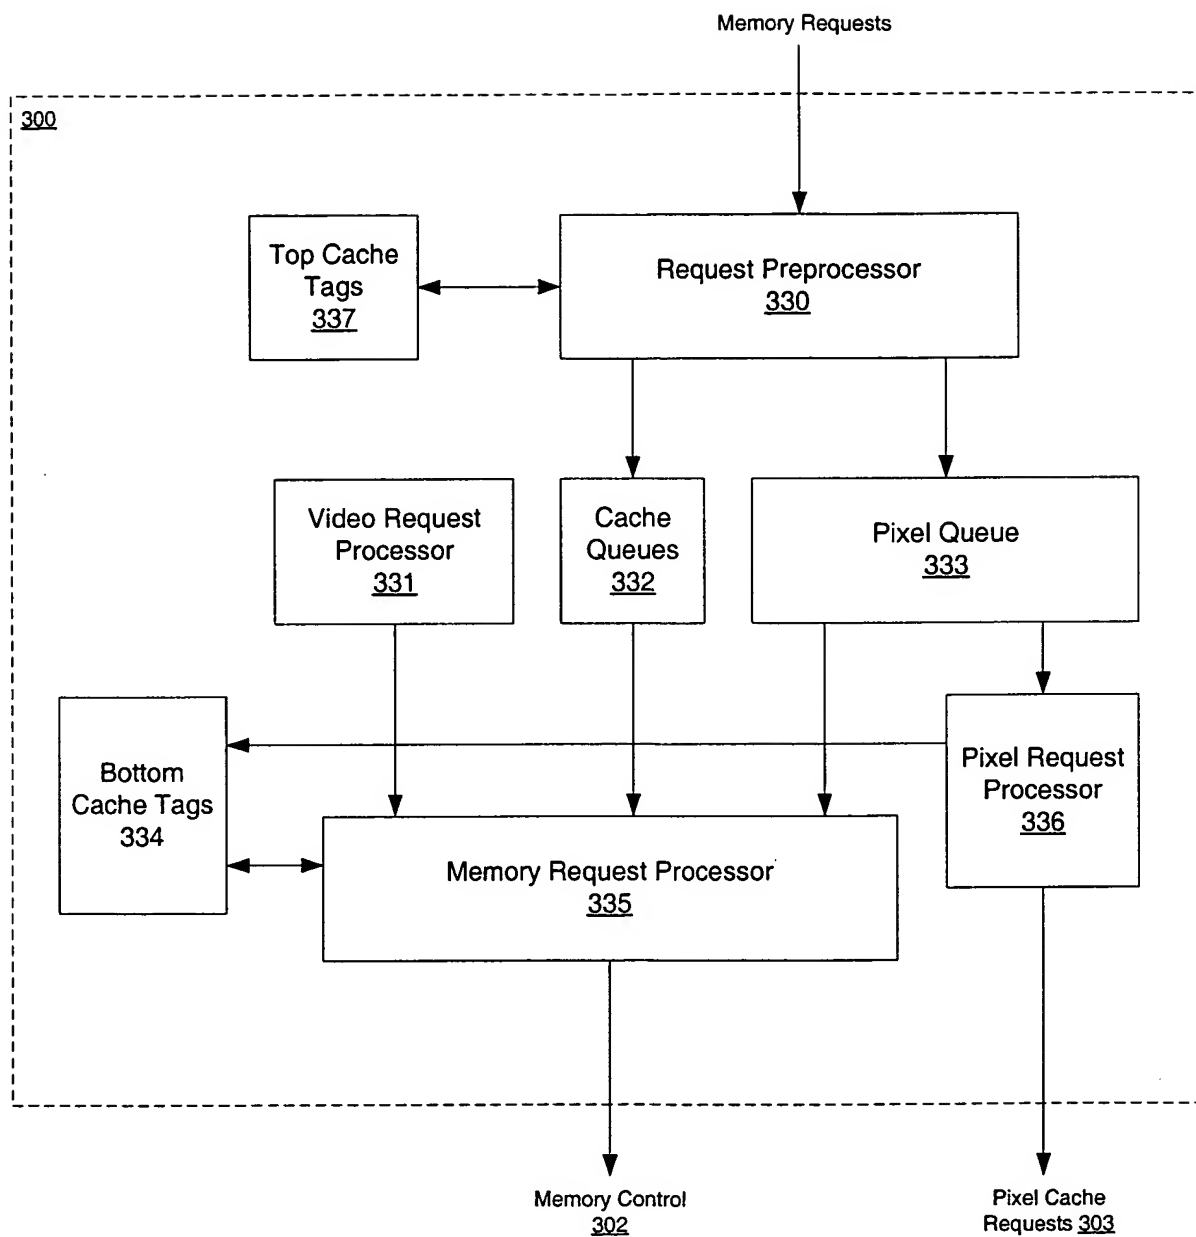 Memory Requests
300
Top Cache
Tags
337
Request Preprocessor
330
Video Request
Processor
331
Cache
Queues
332
Pixel Queue
333
Bottom
Cache Tags
334
Pixel Request
Processor
336
Memory Request Processor
335
Memory Control
302
Pixel Cache
Requests 303